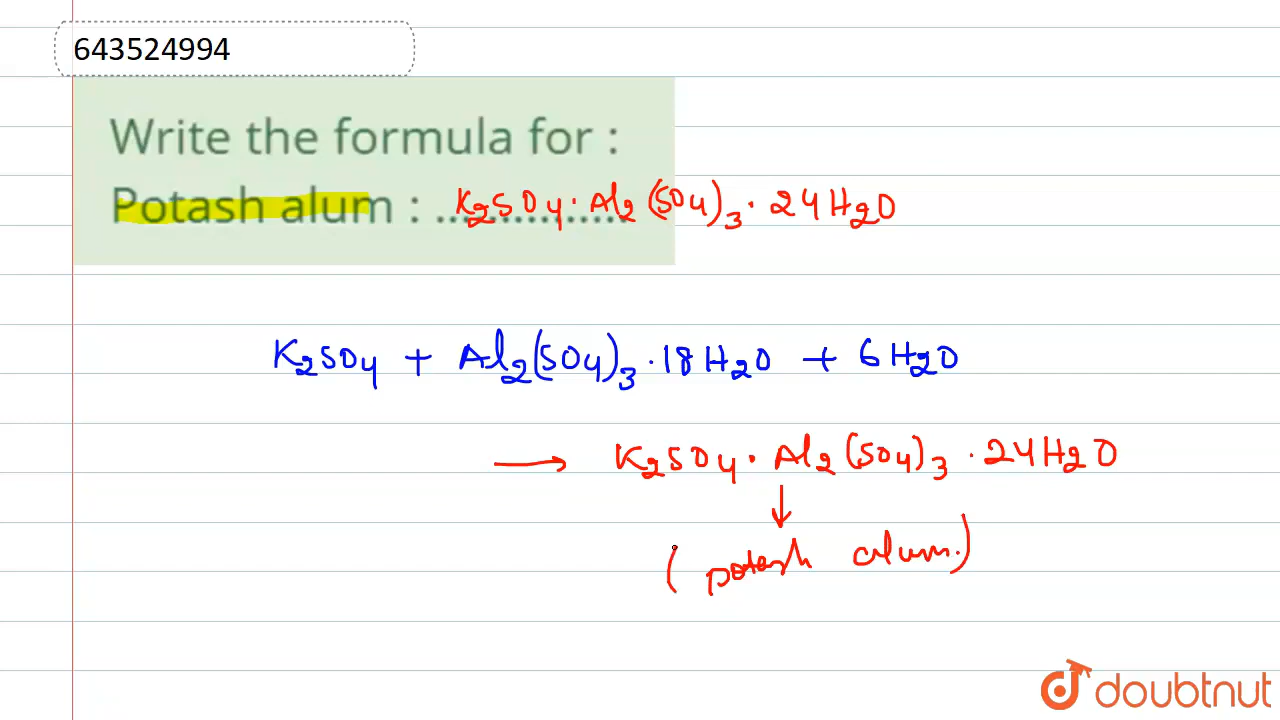 643524994
Write the formula for :
Potash alum : ............... K2SO4 · Al2(SO4)3 · 24H2O
K2SO4 + Al2(SO4)3 · 18H2O + 6H2O
→ K2SO4 · Al2(SO4)3 · 24H2O
↓
(potash alum.)
doubtnut